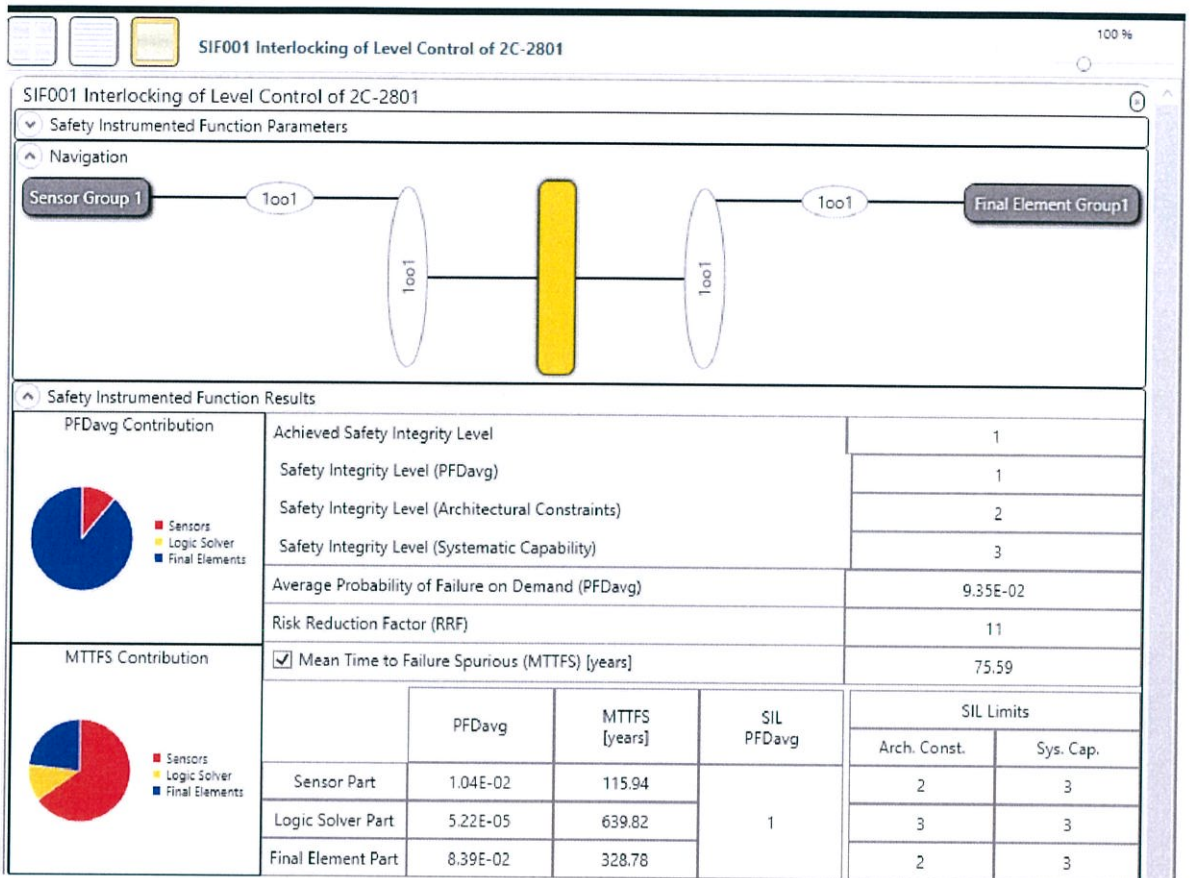 SIF001 Interlocking of Level Control of 2C-2801
100 %
SIF001 Interlocking of Level Control of 2C-2801
Safety Instrumented Function Parameters
Navigation
Sensor Group 1
1oo1
1oo1
1oo1
1oo1
Final Element Group1
Safety Instrumented Function Results
PFDavg Contribution
Sensors
Logic Solver
Final Elements
Achieved Safety Integrity Level 1
Safety Integrity Level (PFDavg) 1
Safety Integrity Level (Architectural Constraints) 2
Safety Integrity Level (Systematic Capability) 3
Average Probability of Failure on Demand (PFDavg) 9.35E-02
Risk Reduction Factor (RRF) 11
MTTFS Contribution
Sensors
Logic Solver
Final Elements
Mean Time to Failure Spurious (MTTFS) [years] 75.59
PFDavg MTTFS [years] SIL PFDavg SIL Limits
Arch. Const. Sys. Cap.
Sensor Part 1.04E-02 115.94 2 3
Logic Solver Part 5.22E-05 639.82 1 3 3
Final Element Part 8.39E-02 328.78 2 3